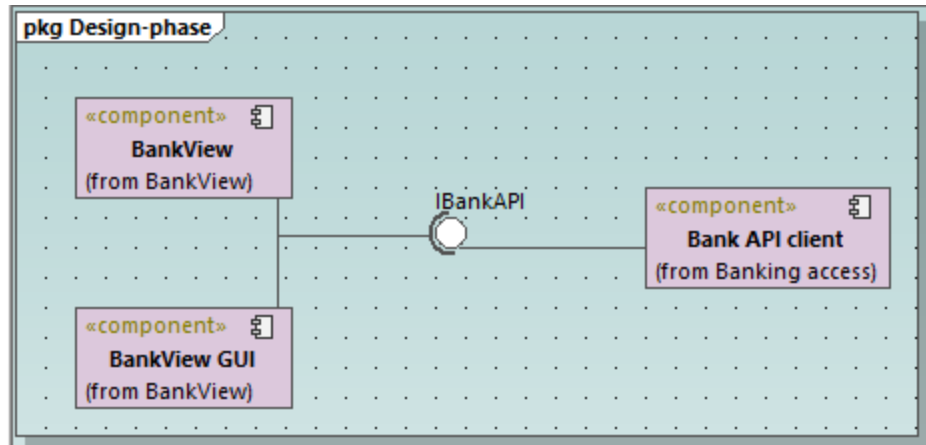 pkg Design-phase
«component»
BankView
(from BankView)
IBankAPI
«component»
Bank API client
(from Banking access)
«component»
BankView GUI
(from BankView)